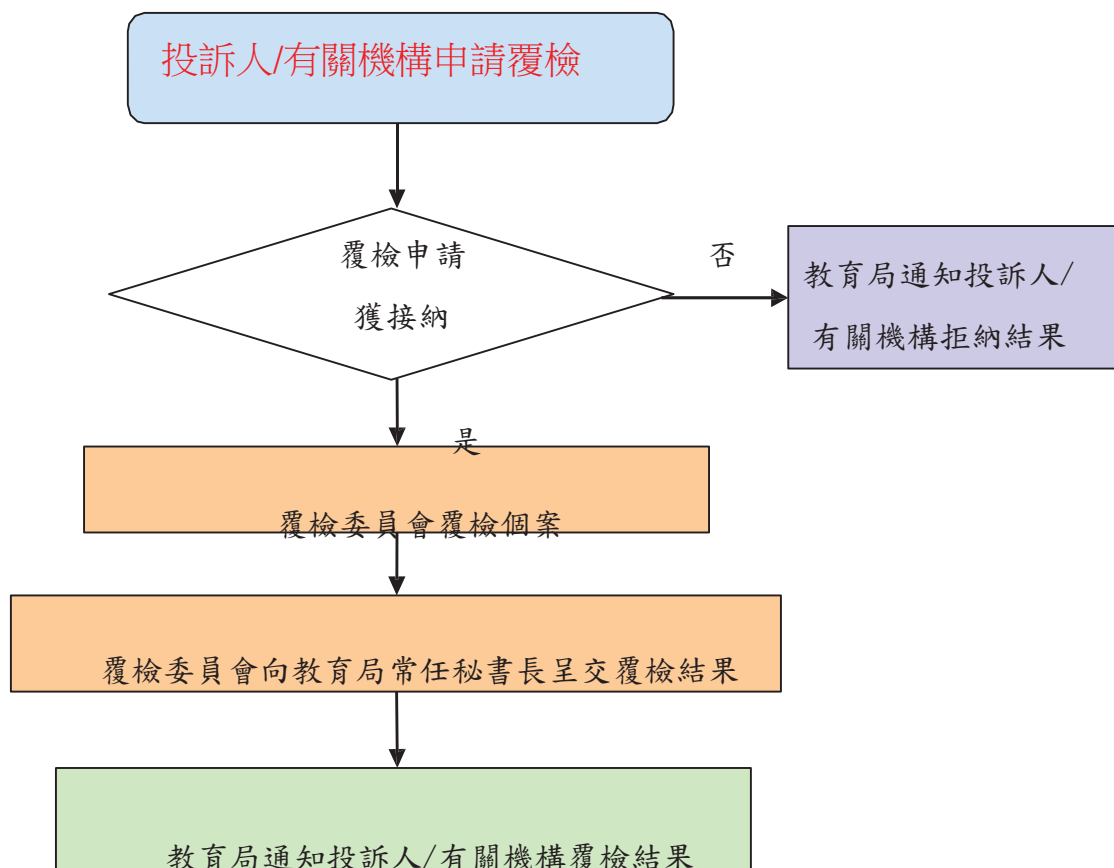 投訴人/有關機構申請覆檢
覆檢申請
獲接納
否
教育局通知投訴人/
有關機構拒納結果
是
覆檢委員會覆檢個案
覆檢委員會向教育局常任秘書長呈交覆檢結果
教育局通知投訴人/有關機構覆檢結果